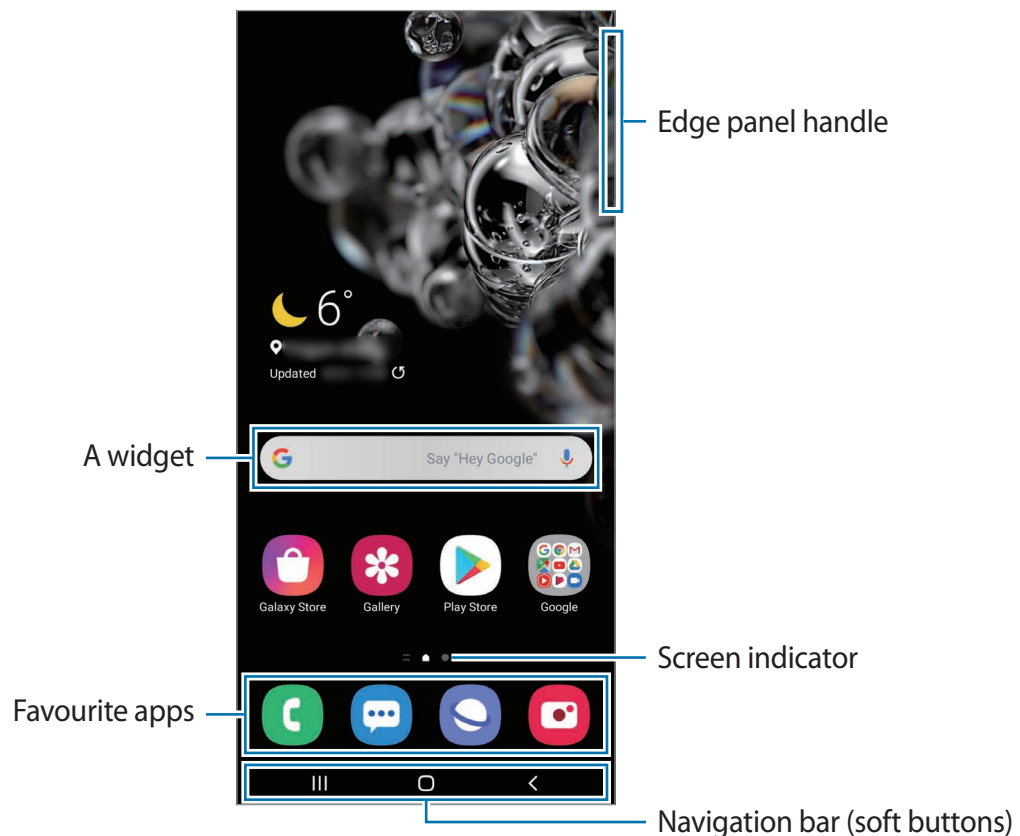 Edge panel handle
6°
Updated
A widget
Say "Hey Google"
Galaxy Store
Gallery
Play Store
Google
Screen indicator
Favourite apps
Navigation bar (soft buttons)